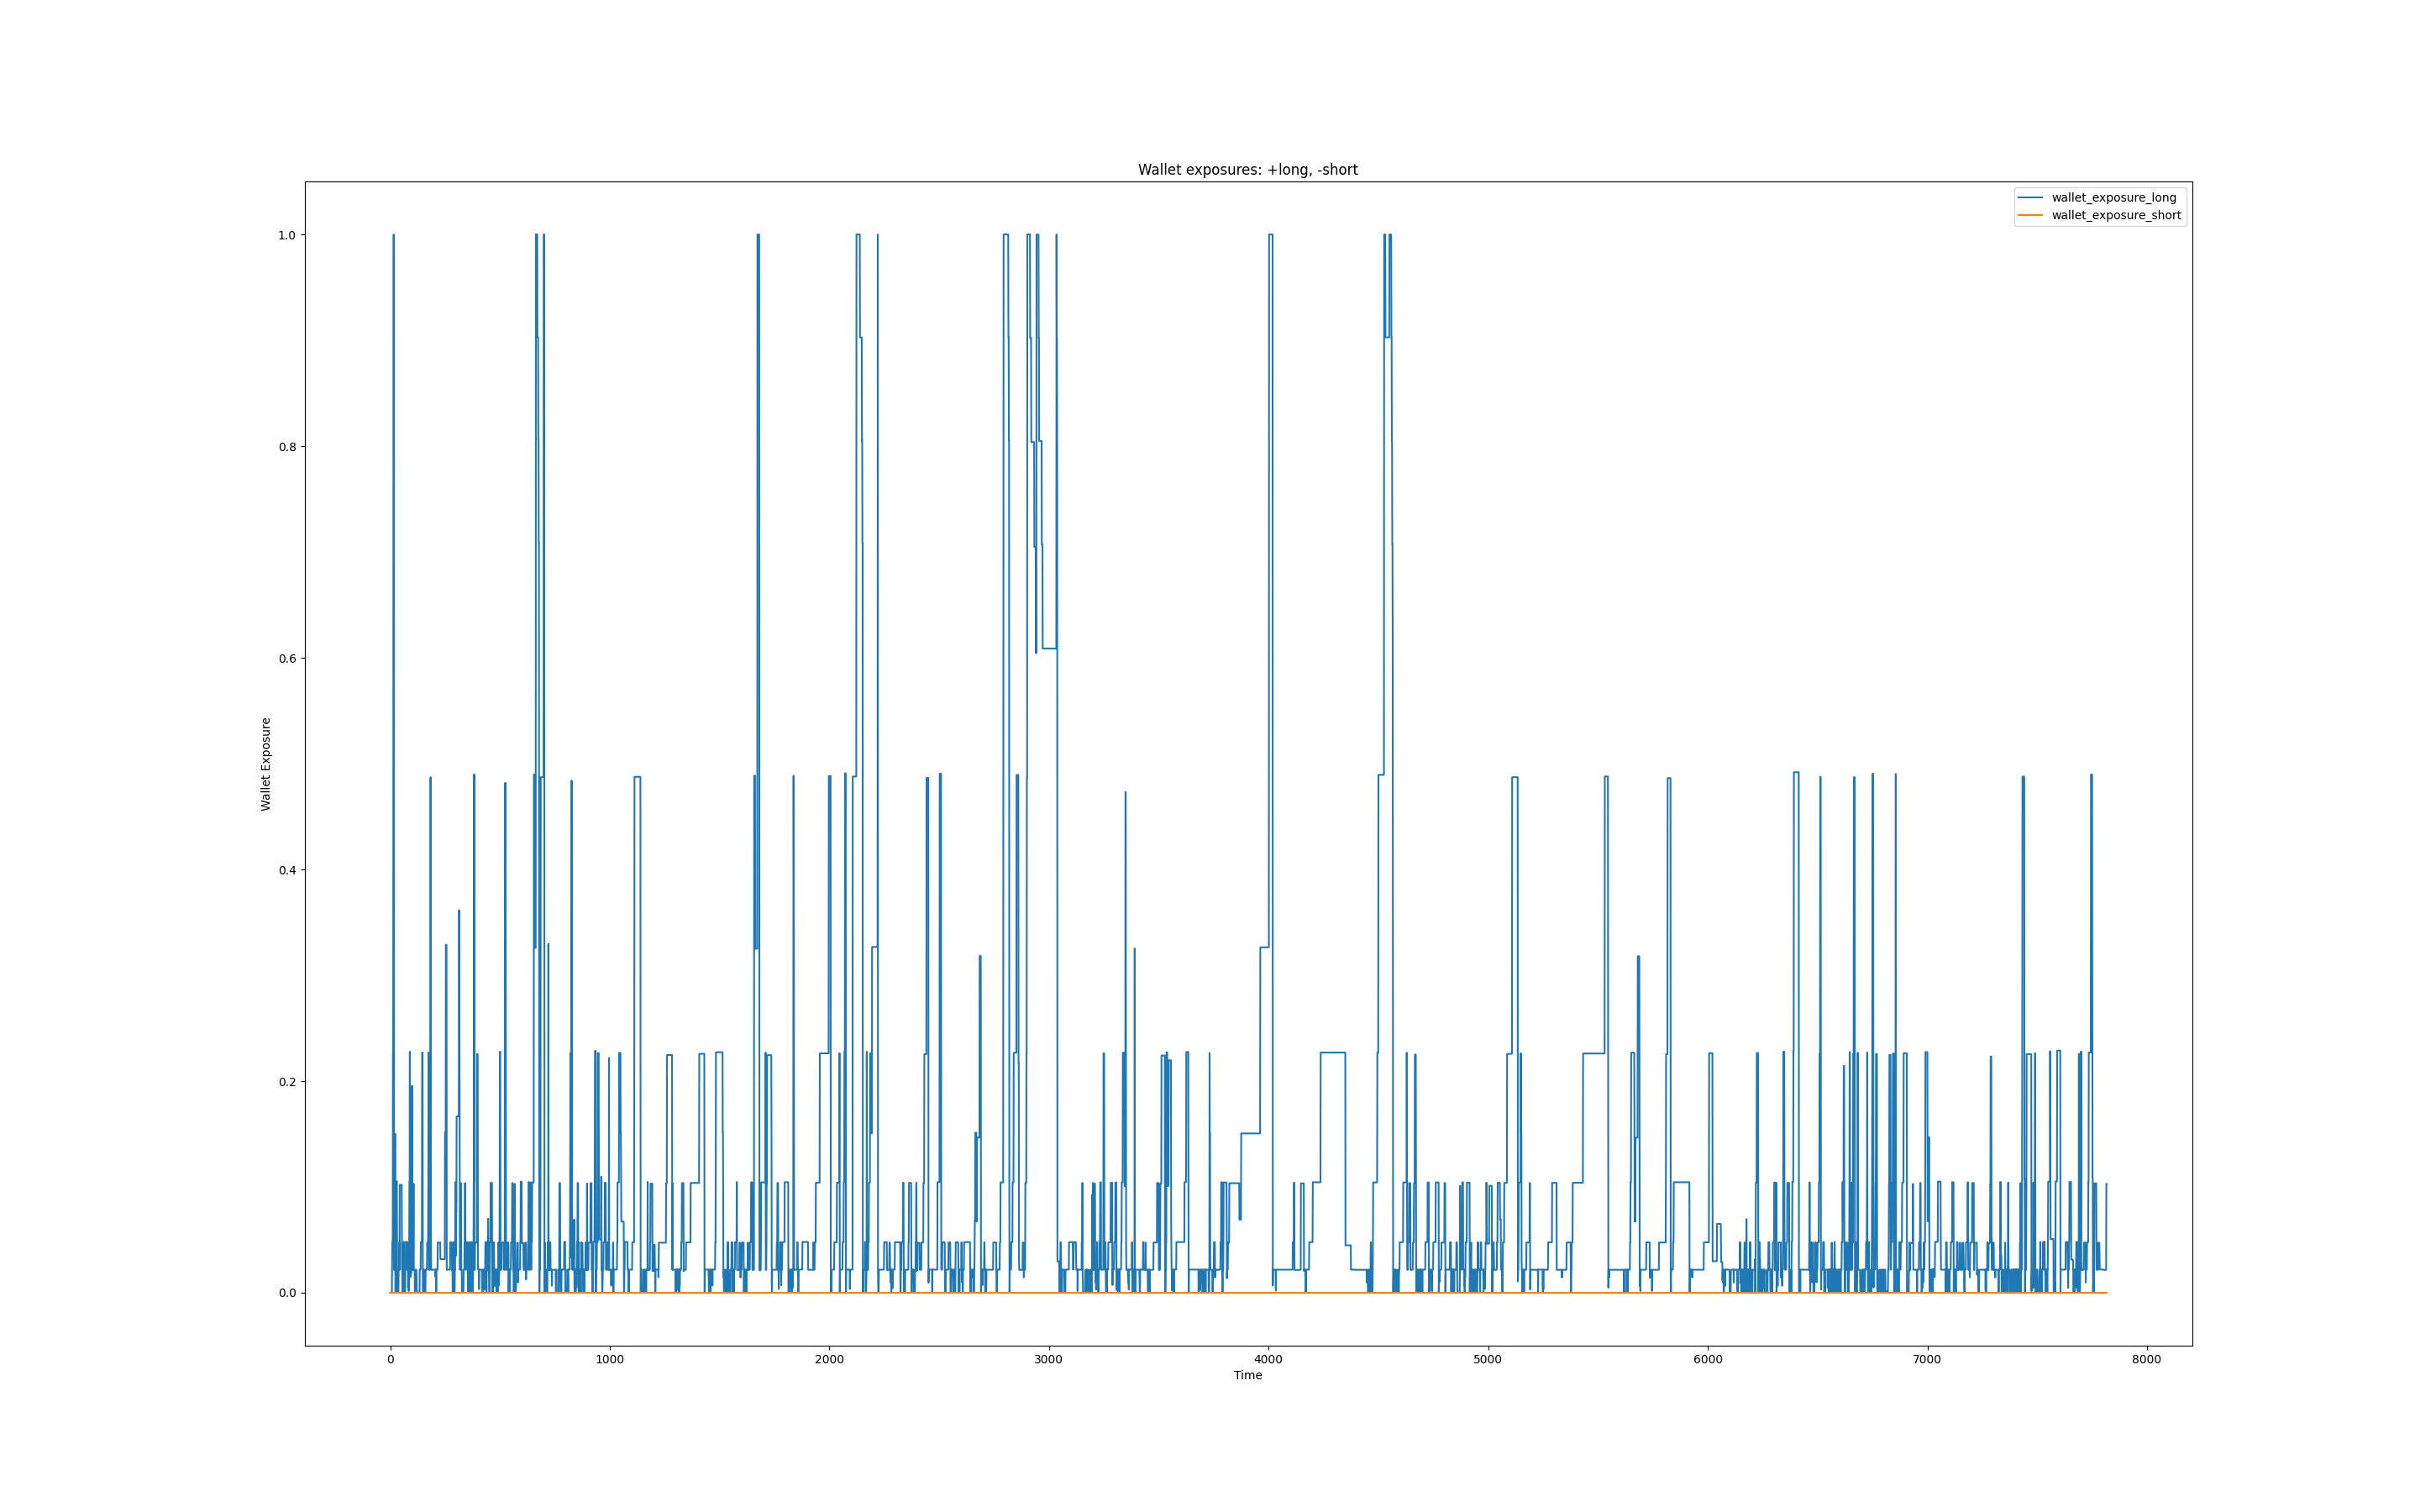 Wallet exposures: +long, -short
wallet_exposure_long
wallet_exposure_short
1.0
0.8
0.6
0.4
0.2
0.0
Wallet Exposure
0 1000 2000 3000 4000 5000 6000 7000 8000
Time